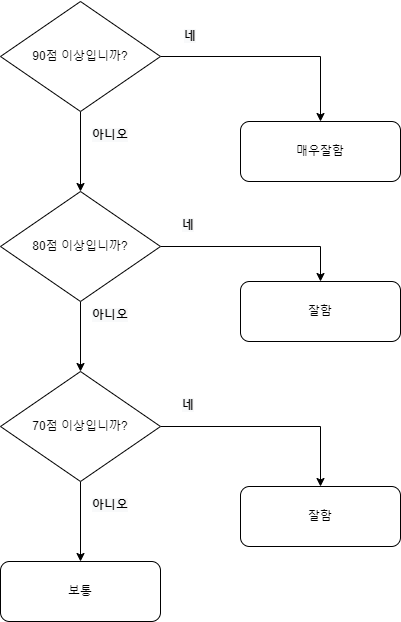 네
90점 이상입니까?
아니오
매우잘함
네
80점 이상입니까?
잘함
아니오
네
70점 이상입니까?
아니오
잘함
보통